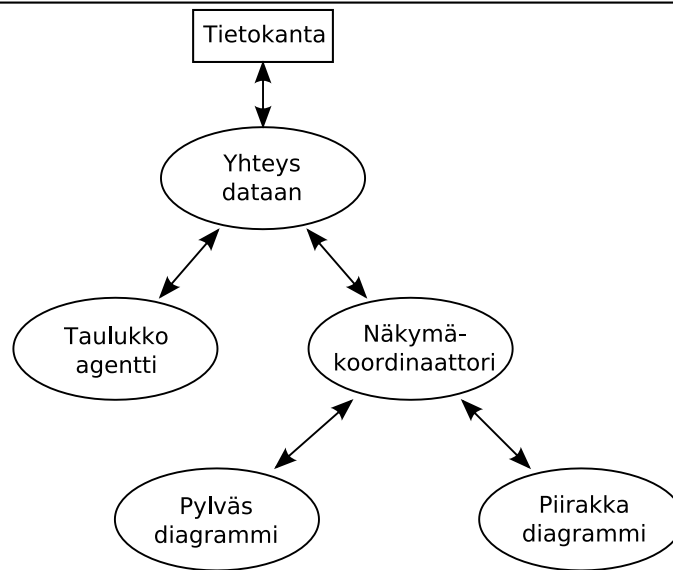 Tietokanta
Yhteys
dataan
Taulukko
agentti
Näkymä-
koordinaattori
Pylväs
diagrammi
Piirakka
diagrammi